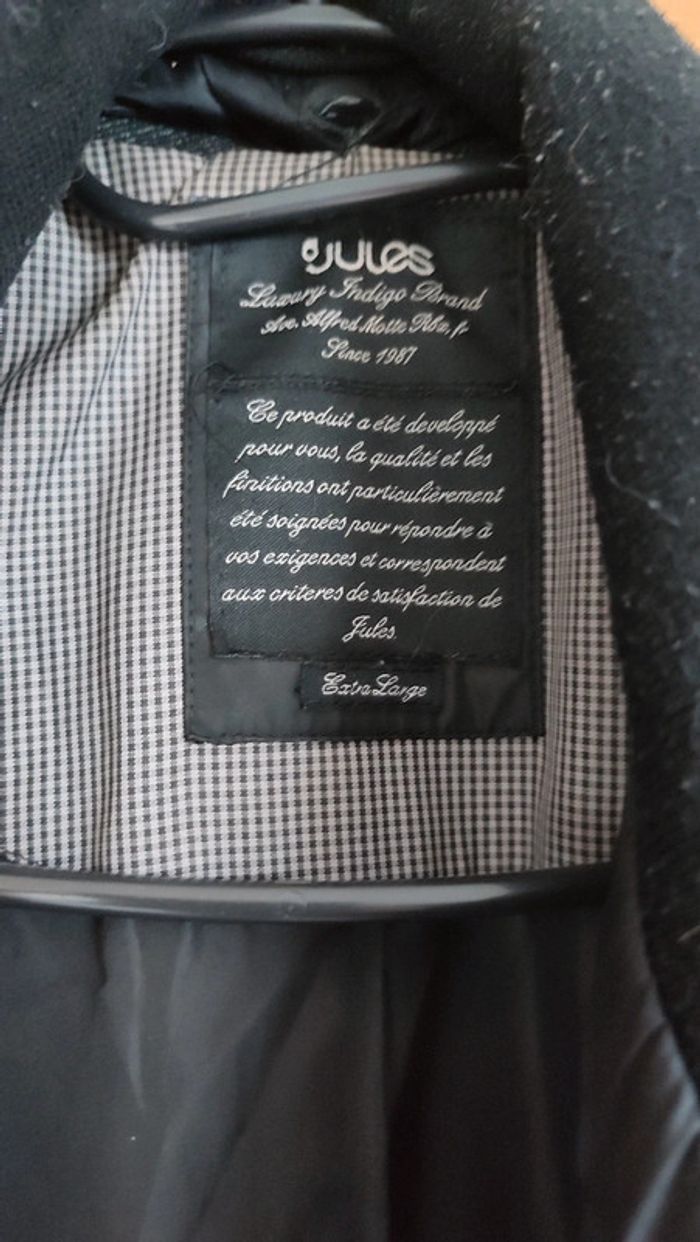 Jules
Luxury Indigo Brand
Ave. Alfred Motte Rbx, fr
Since 1987
Ce produit a été developpé
pour vous, la qualité et les
finitions ont particulièrement
été soignées pour répondre à
vos exigences et correspondent
aux criteres de satisfaction de
Jules.
Extra Large